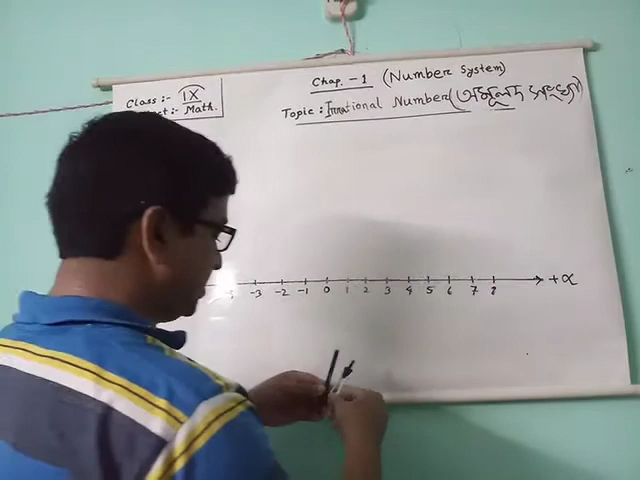 Chap. - 1 (Number System)
Class :- IX
Math.
Topic : Irrational Number (অমূলদ সংখ্যা)
-3 -2 -1 0 1 2 3 4 5 6 7 8 +∝